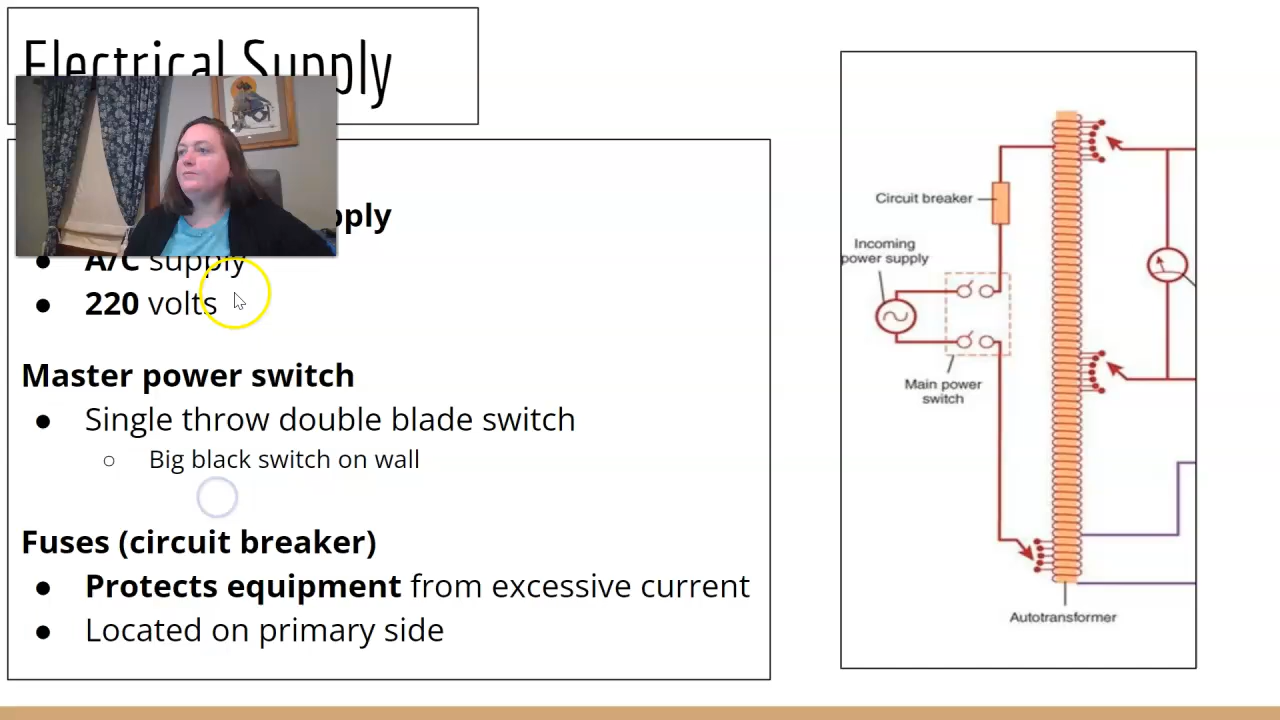 Electrical Supply
pply
A/C supply
220 volts
Master power switch
Single throw double blade switch
Big black switch on wall
Fuses (circuit breaker)
Protects equipment from excessive current
Located on primary side
Circuit breaker
Incoming
power supply
Main power
switch
Autotransformer